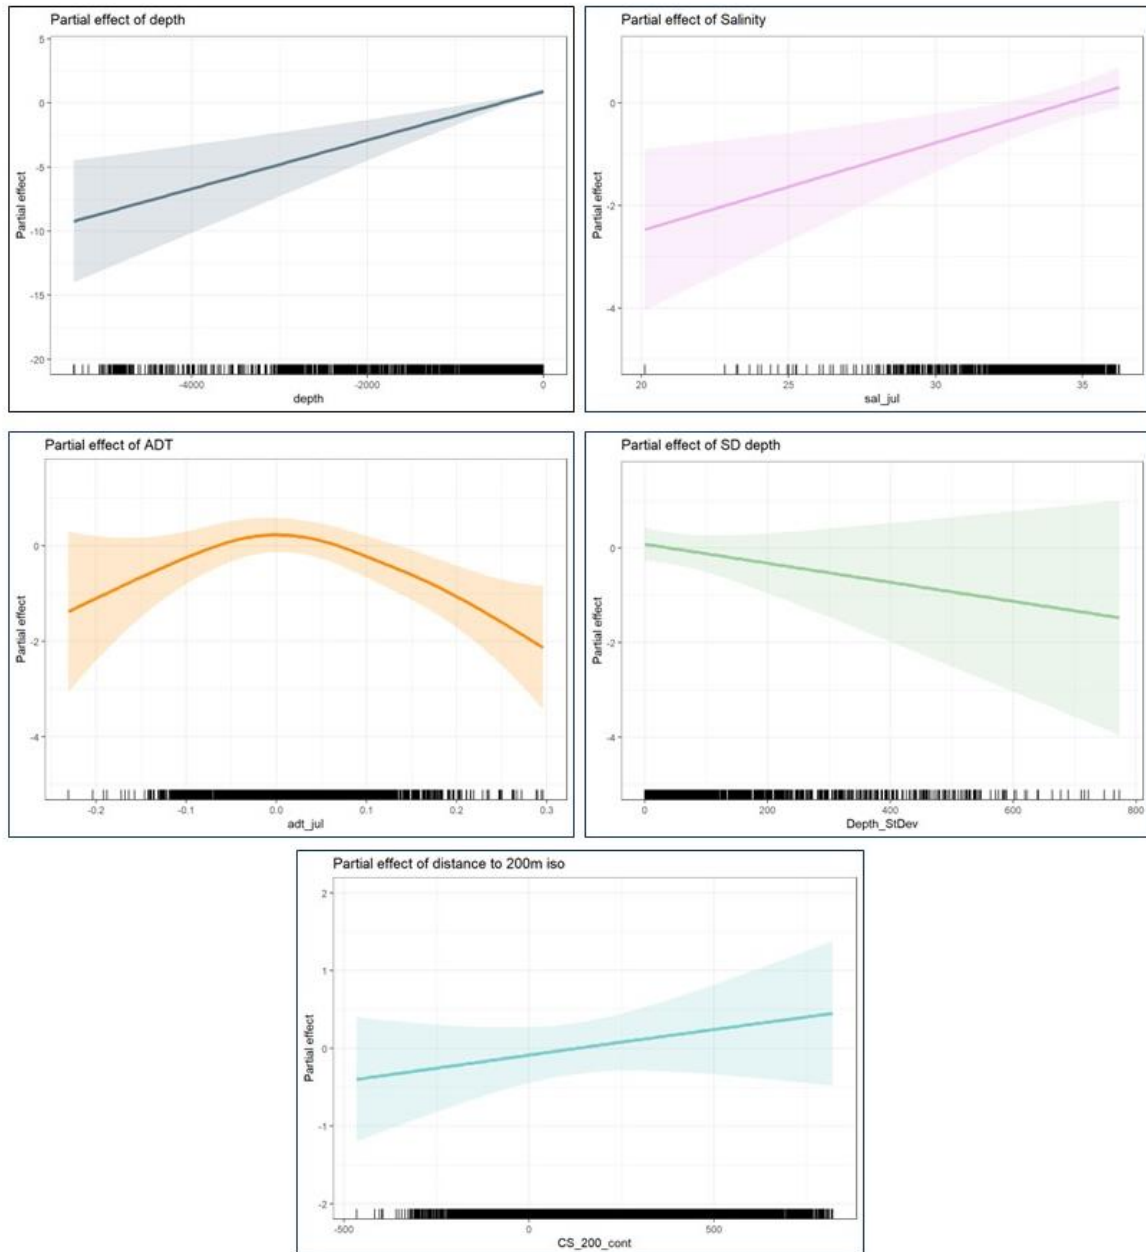 Partial effect of depth
5
0
-5
-10
-15
-20
Partial effect
-4000 -2000 0
depth
Partial effect of Salinity
0
-2
-4
Partial effect
20 25 30 35
sal_jul
Partial effect of ADT
0
-2
-4
Partial effect
-0.2 -0.1 0.0 0.1 0.2 0.3
adt_jul
Partial effect of SD depth
0
-2
-4
Partial effect
0 200 400 600 800
Depth_StDev
Partial effect of distance to 200m iso
2
1
0
-1
-2
Partial effect
-500 0 500
CS_200_cont